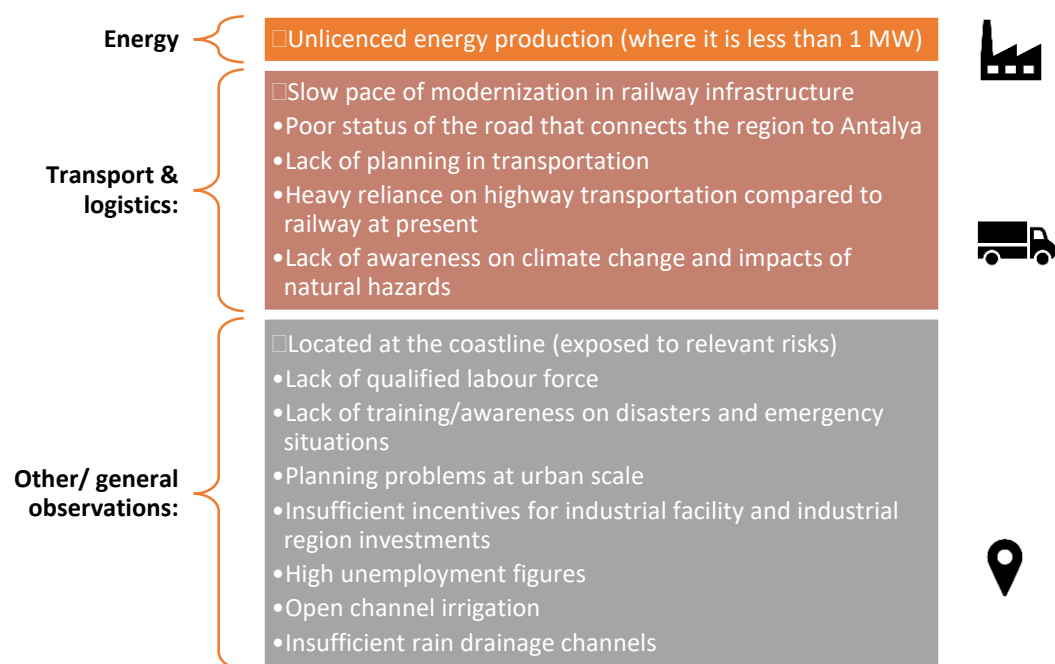 Energy
□Unlicenced energy production (where it is less than 1 MW)
Transport &
logistics:
□Slow pace of modernization in railway infrastructure
•Poor status of the road that connects the region to Antalya
•Lack of planning in transportation
•Heavy reliance on highway transportation compared to
railway at present
•Lack of awareness on climate change and impacts of
natural hazards
Other/ general
observations:
□Located at the coastline (exposed to relevant risks)
•Lack of qualified labour force
•Lack of training/awareness on disasters and emergency
situations
•Planning problems at urban scale
•Insufficient incentives for industrial facility and industrial
region investments
•High unemployment figures
•Open channel irrigation
•Insufficient rain drainage channels